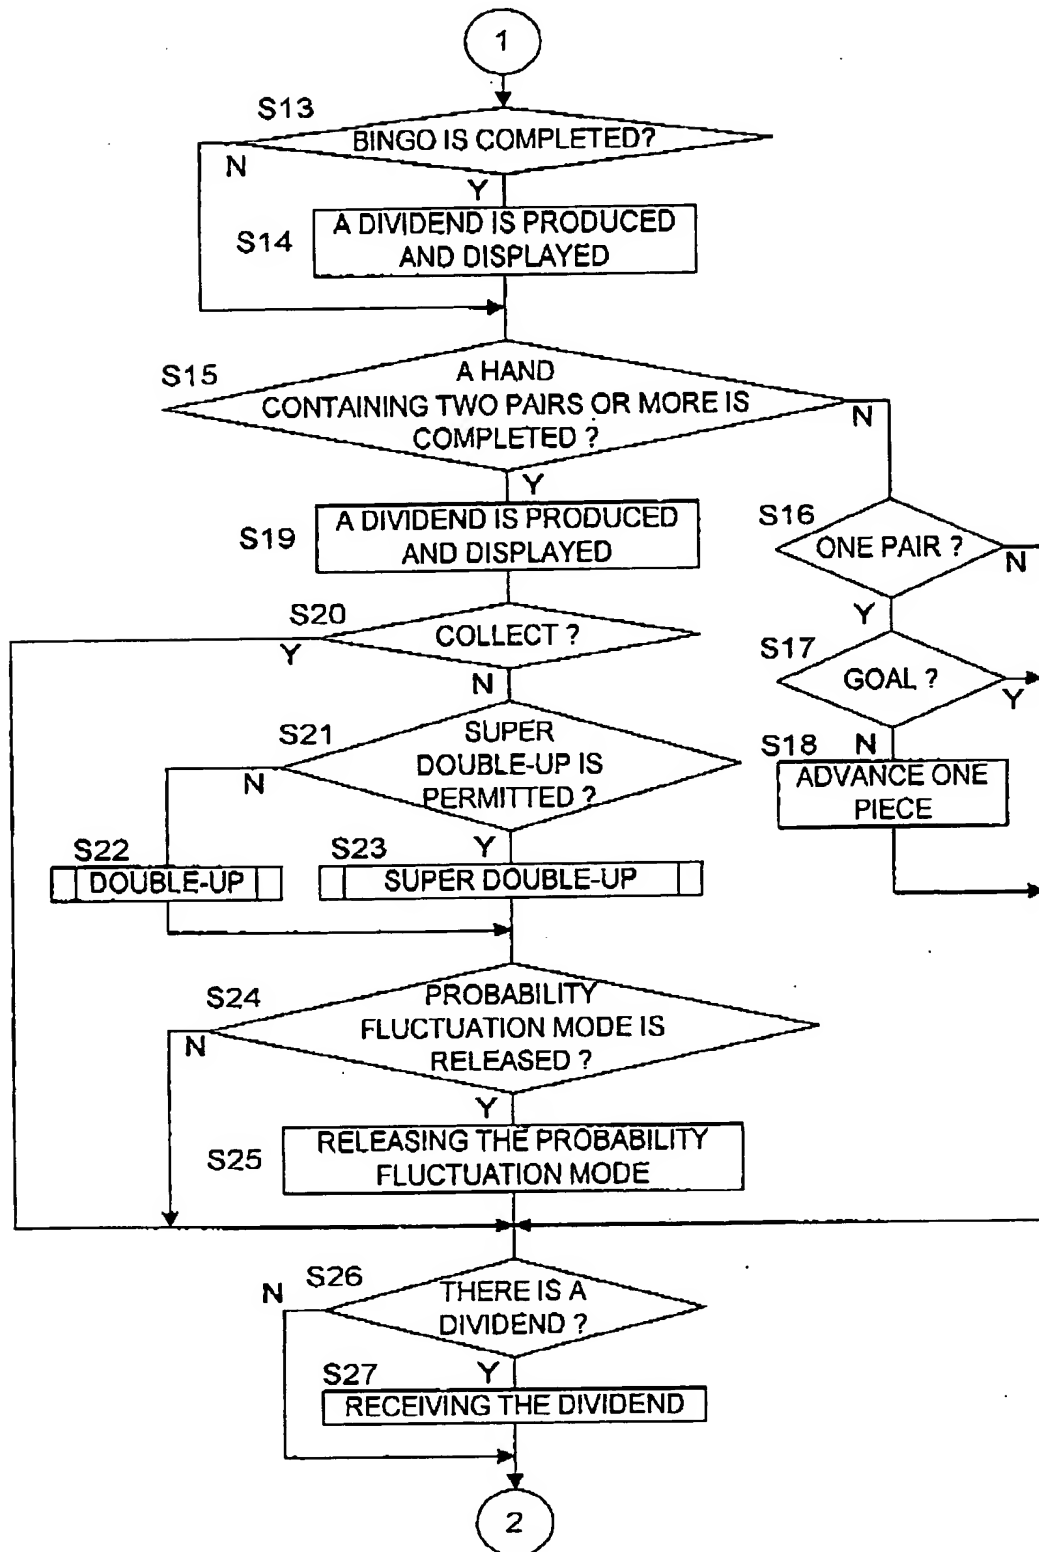 1
S13
BINGO IS COMPLETED?
N
Y
S14
A DIVIDEND IS PRODUCED
AND DISPLAYED
S15
A HAND
CONTAINING TWO PAIRS OR MORE IS
COMPLETED ?
N
Y
S16
ONE PAIR ?
N
Y
S17
GOAL ?
Y
N
S18
ADVANCE ONE
PIECE
S19
A DIVIDEND IS PRODUCED
AND DISPLAYED
S20
COLLECT ?
Y
N
S21
SUPER
DOUBLE-UP IS
PERMITTED ?
N
Y
S22
DOUBLE-UP
S23
SUPER DOUBLE-UP
S24
PROBABILITY
FLUCTUATION MODE IS
RELEASED ?
N
Y
S25
RELEASING THE PROBABILITY
FLUCTUATION MODE
S26
THERE IS A
DIVIDEND ?
N
Y
S27
RECEIVING THE DIVIDEND
2